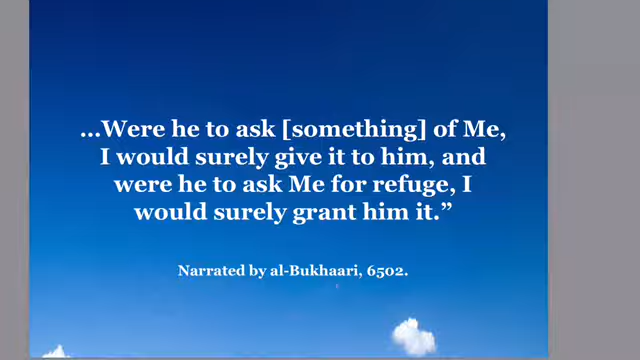 ...Were he to ask [something] of Me,
I would surely give it to him, and
were he to ask Me for refuge, I
would surely grant him it.”
Narrated by al-Bukhaari, 6502.